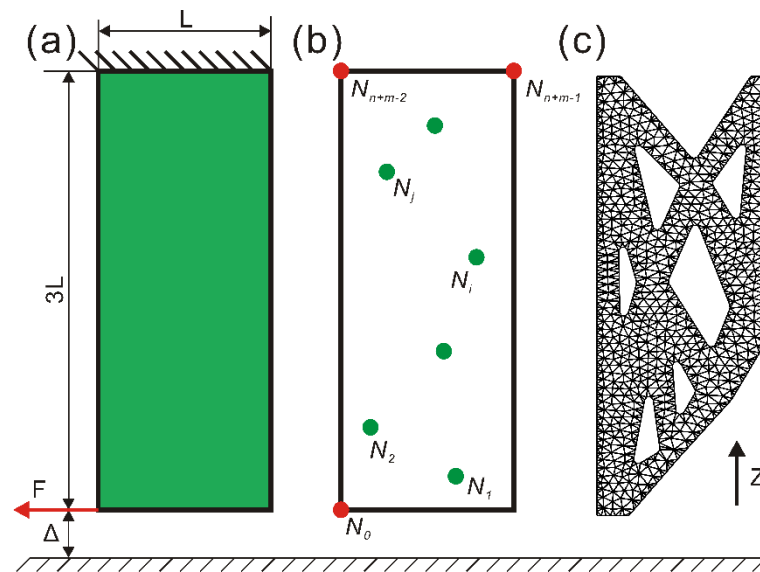 (a)
L
3L
F
Δ
(b)
N_{n+m-2}
N_{n+m-1}
N_j
N_i
N_2
N_1
N_0
(c)
Z